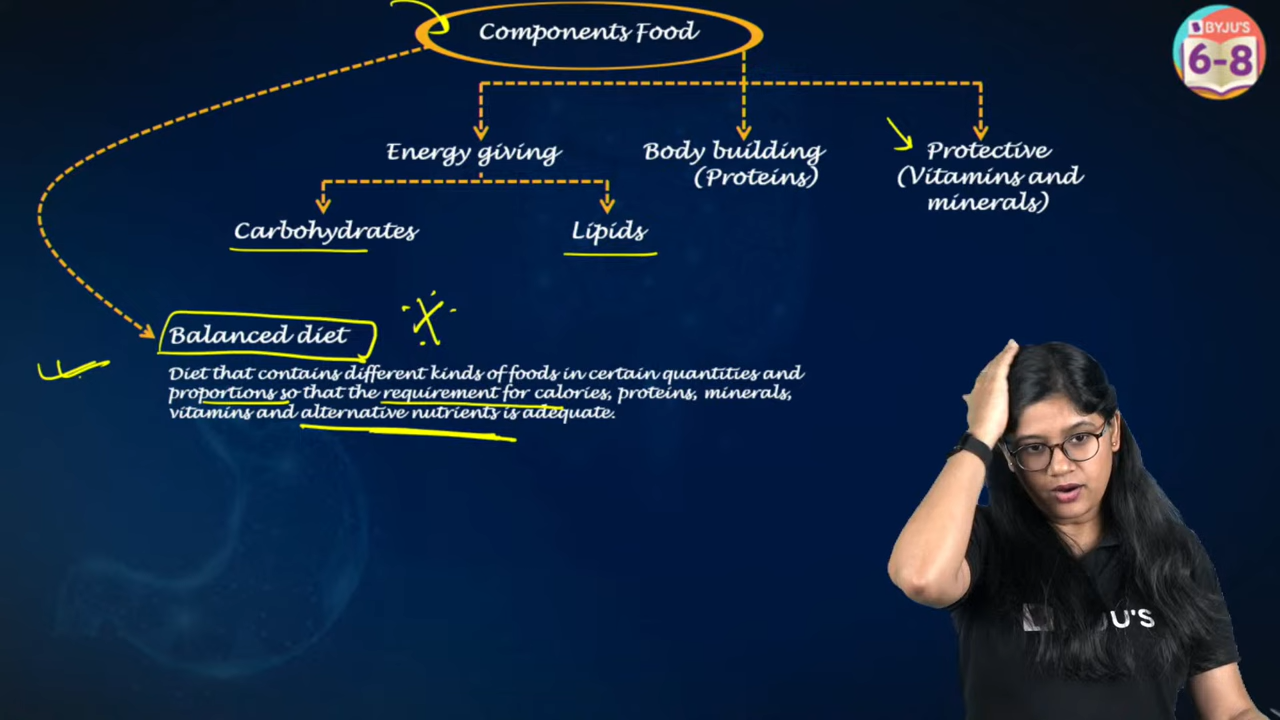 Components Food
BYJU'S
6-8
Energy giving
Body building
(Proteins)
Protective
(Vitamins and
minerals)
Carbohydrates
Lipids
Balanced diet
Diet that contains different kinds of foods in certain quantities and
proportions so that the requirement for calories, proteins, minerals,
vitamins and alternative nutrients is adequate.
U'S